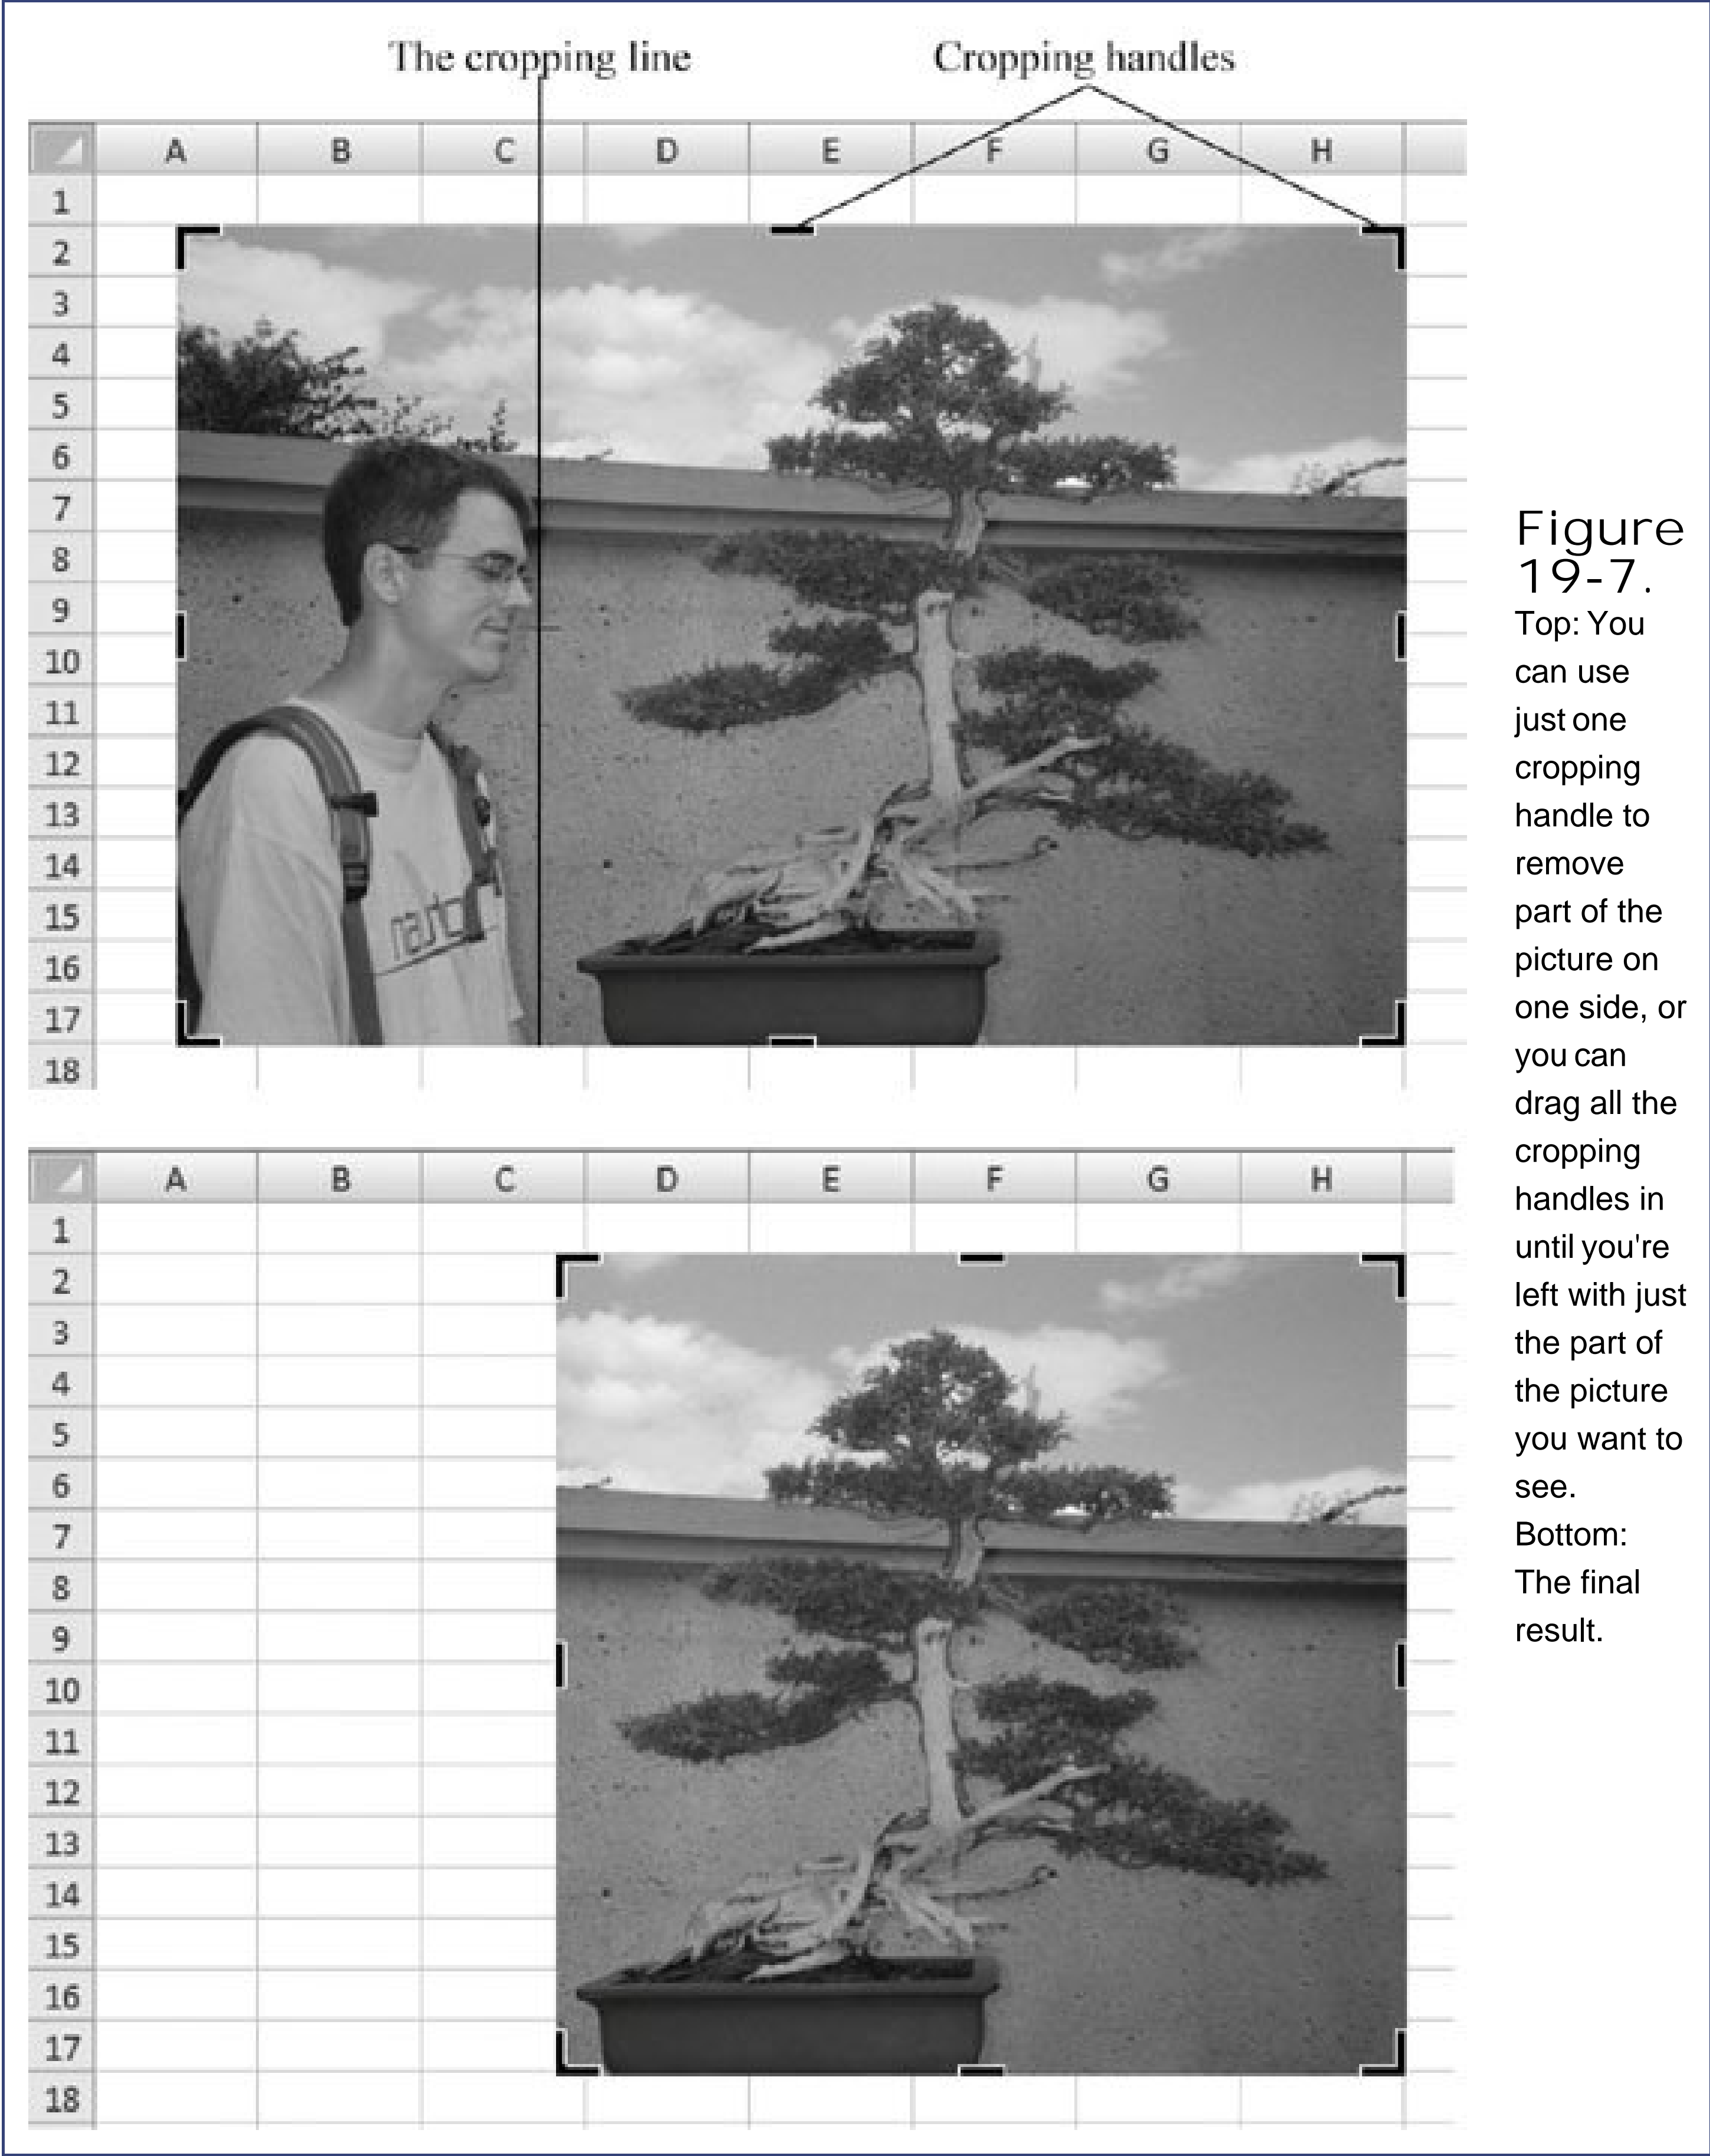 The cropping line Cropping handles
A B C D E F G H
1
2
3
4
5
6
7
8
9
10
11
12
13
14
15
16
17
18
A B C D E F G H
1
2
3
4
5
6
7
8
9
10
11
12
13
14
15
16
17
18
Figure
19-7.
Top: You
can use
just one
cropping
handle to
remove
part of the
picture on
one side, or
you can
drag all the
cropping
handles in
until you're
left with just
the part of
the picture
you want to
see.
Bottom:
The final
result.